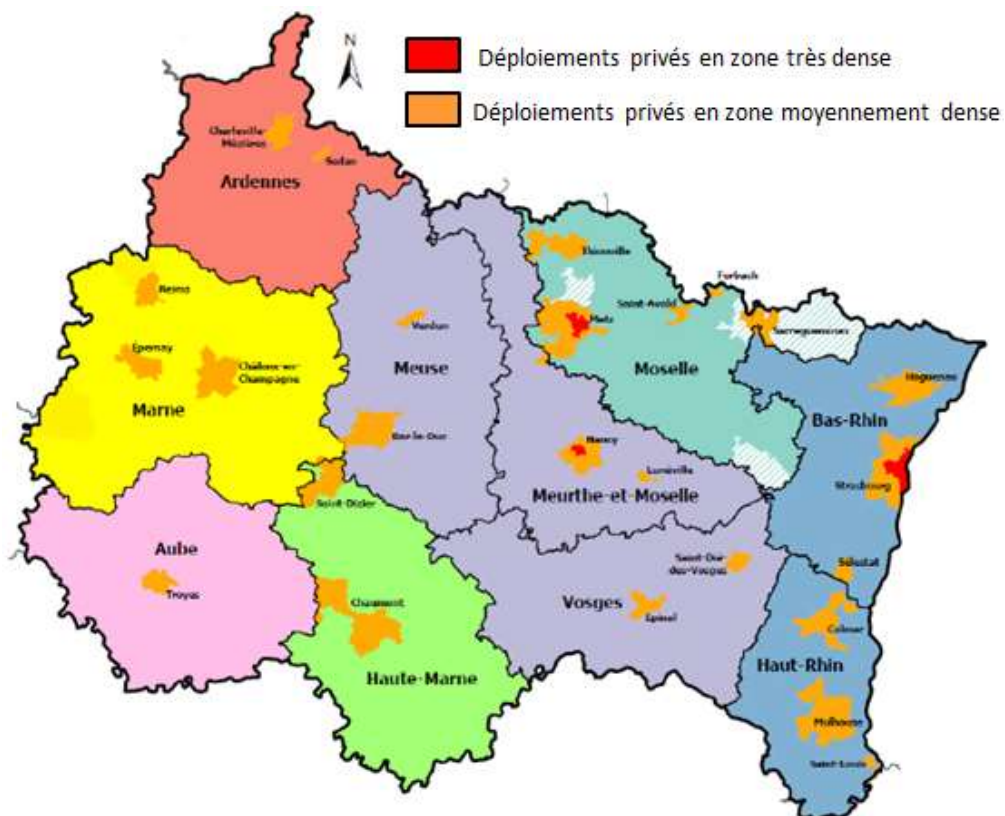 N
Déploiements privés en zone très dense
Déploiements privés en zone moyennement dense
Charleville-
Mézières
Sedan
Ardennes
Reims
Épernay
Châlons-en-
Champagne
Marne
Verdun
Meuse
Bar-le-Duc
Saint-Dizier
Thionville
Metz
Saint-Avold
Forbach
Sarreguemines
Moselle
Haguenau
Bas-Rhin
Strasbourg
Nancy
Lunéville
Meurthe-et-Moselle
Aube
Troyes
Chaumont
Haute-Marne
Saint-Dié-
des-Vosges
Vosges
Epinal
Sélestat
Colmar
Haut-Rhin
Mulhouse
Saint-Louis